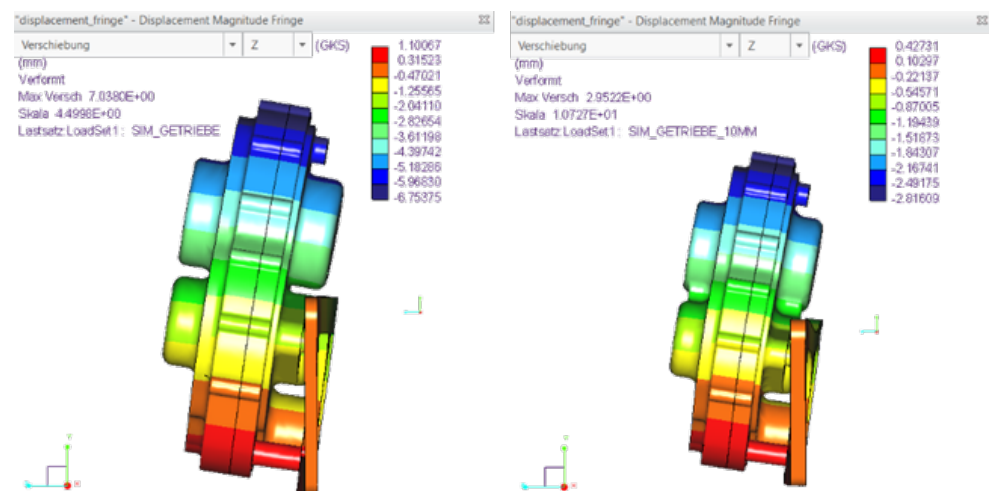 "displacement_fringe" - Displacement Magnitude Fringe
Verschiebung Z (GKS)
(mm)
Verformt
Max Versch 7.0380E+00
Skala 4.4998E+00
Lastsatz:LoadSet1: SIM_GETRIEBE
1.10067
0.31523
-0.47021
-1.25565
-2.04110
-2.82654
-3.61198
-4.39742
-5.18286
-5.96830
-6.75375
"displacement_fringe" - Displacement Magnitude Fringe
Verschiebung Z (GKS)
(mm)
Verformt
Max Versch 2.9522E+00
Skala 1.0727E+01
Lastsatz:LoadSet1: SIM_GETRIEBE_10MM
0.42731
0.10297
-0.22137
-0.54571
-0.87005
-1.19439
-1.51873
-1.84307
-2.16741
-2.49175
-2.81609